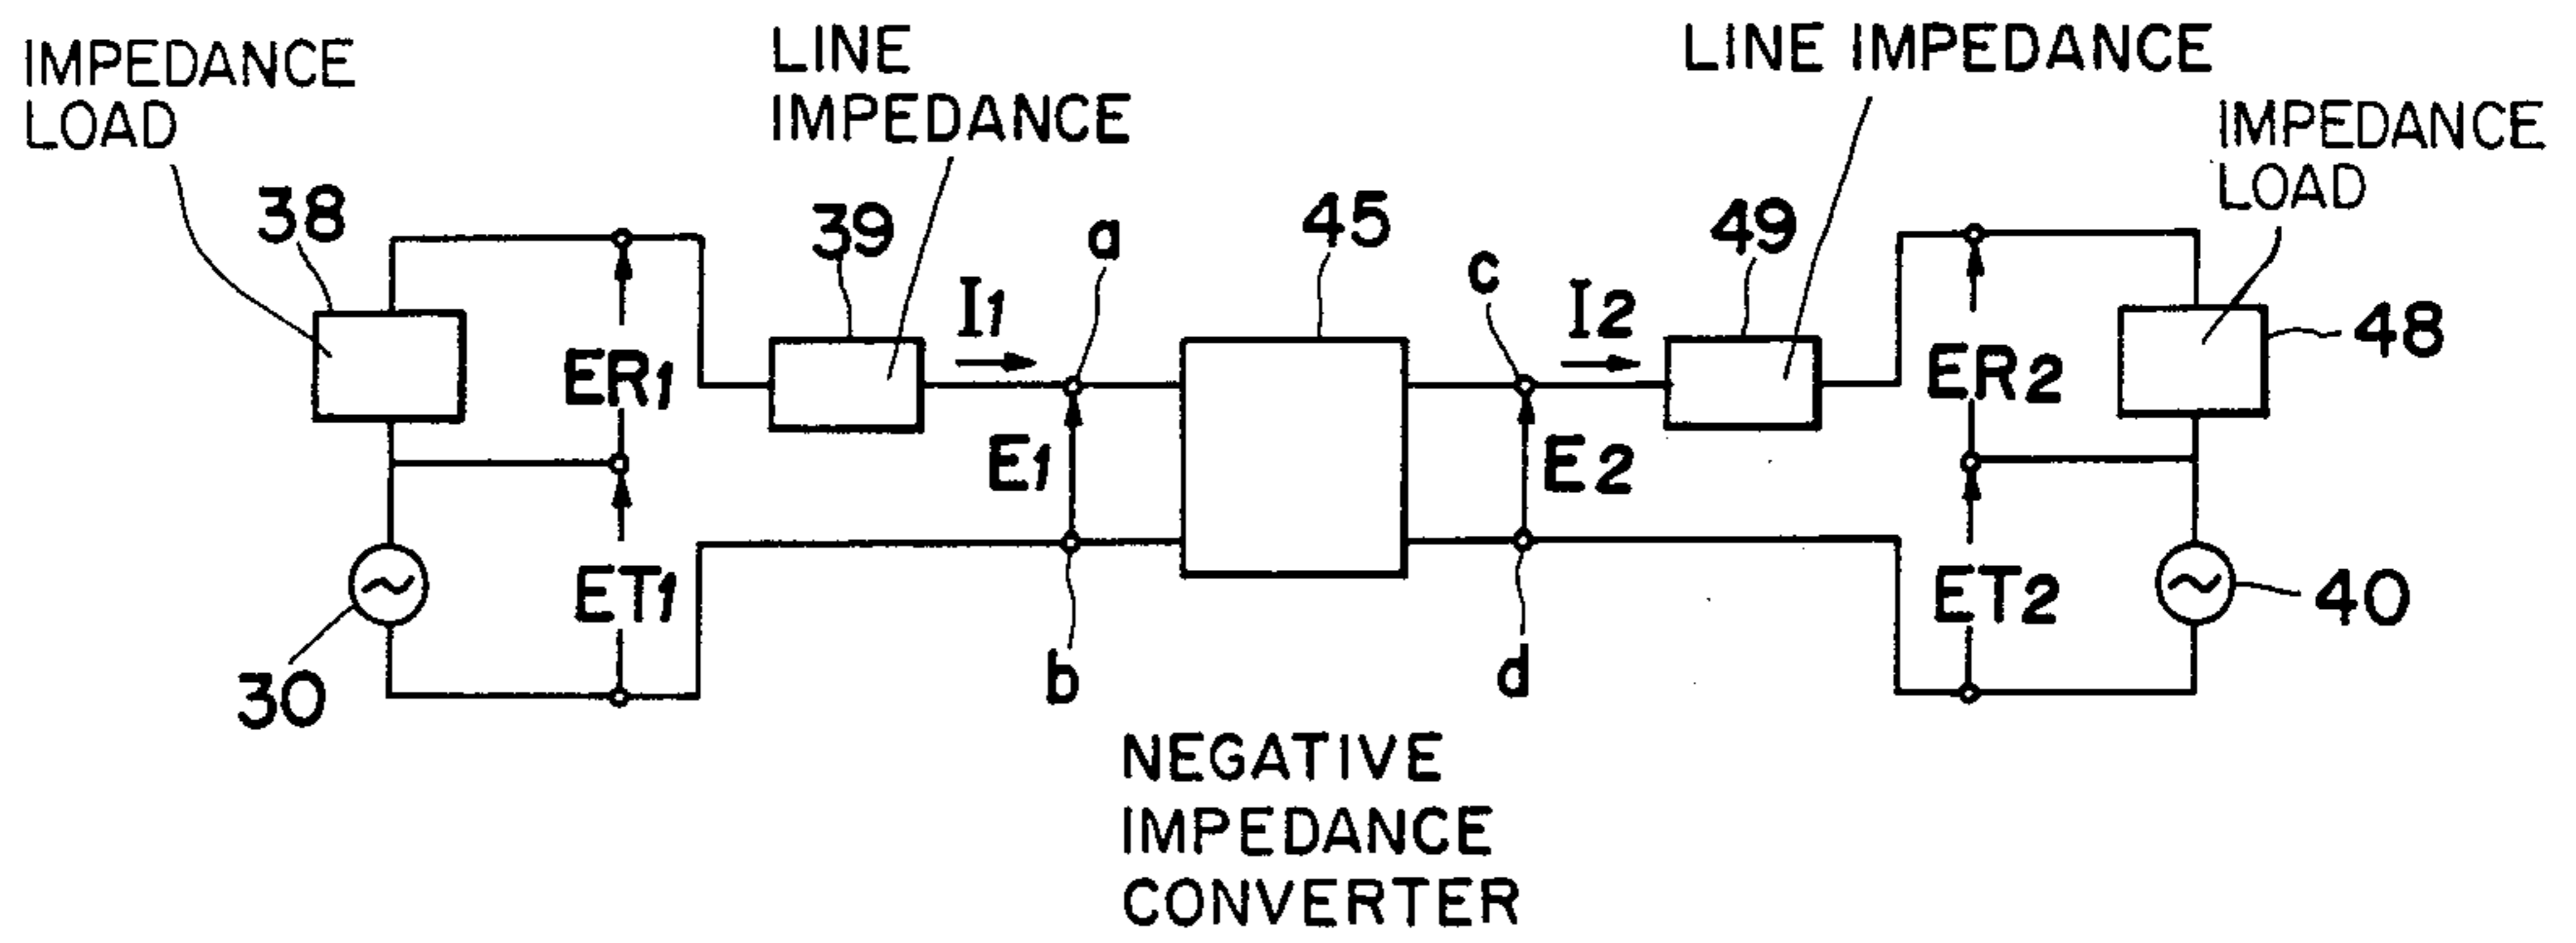 IMPEDANCE
LOAD
LINE
IMPEDANCE
LINE IMPEDANCE
IMPEDANCE
LOAD
38
39
a
45
c
49
I1
I2
48
ER1
ER2
E1
E2
ET1
ET2
40
30
b
d
NEGATIVE
IMPEDANCE
CONVERTER